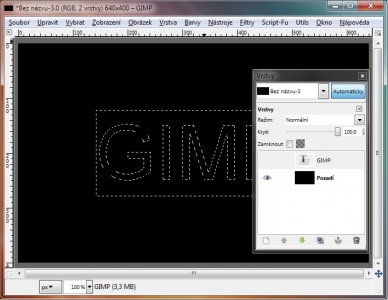 *Bez názvu-3.0 (RGB, 2 vrstvy) 640x400 – GIMP
Soubor Upravit Vybrat Zobrazení Obrázek Vrstva Barvy Nástroje Filtry Script-Fu Utils Okno Nápověda
GIM
Vrstvy
Bez názvu-3 Automaticky
Vrstvy
Režim: Normální
Krytí: 100.0
Zamknout:
GIMP
Pozadí
px 100 % GIMP (3,3 MB)